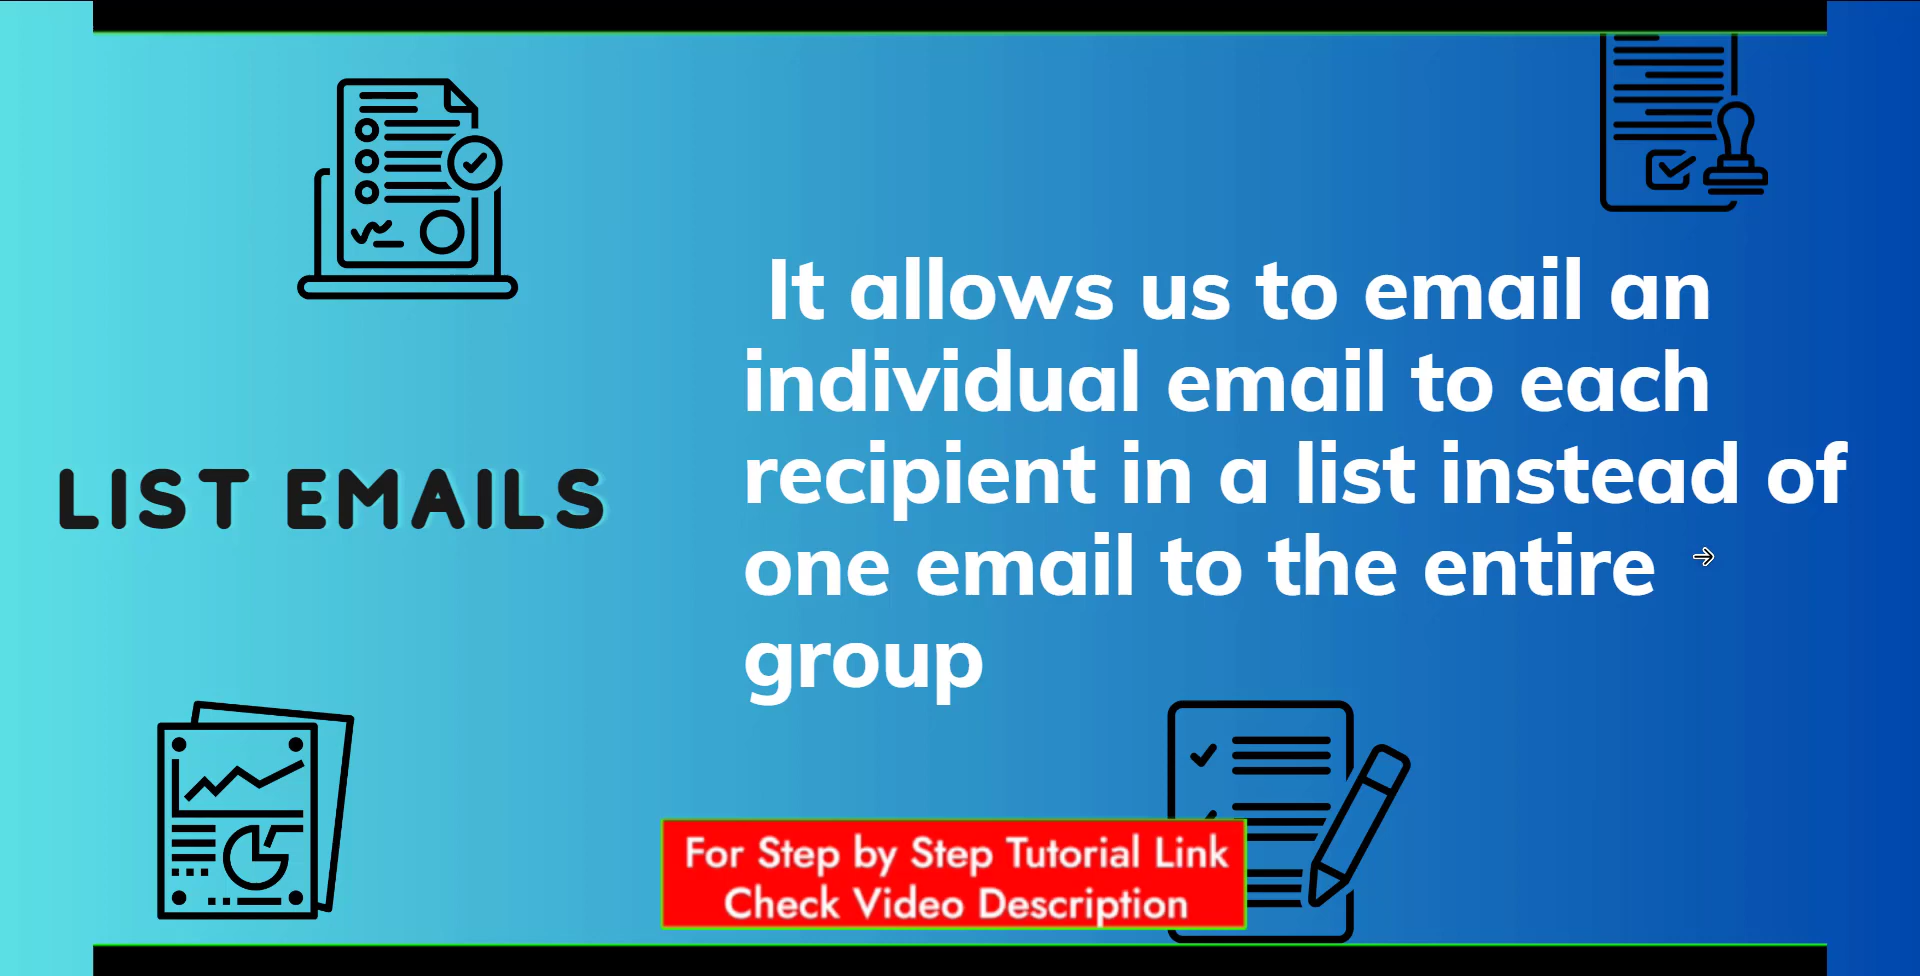 LIST EMAILS
It allows us to email an
individual email to each
recipient in a list instead of
one email to the entire
group
For Step by Step Tutorial Link
Check Video Description